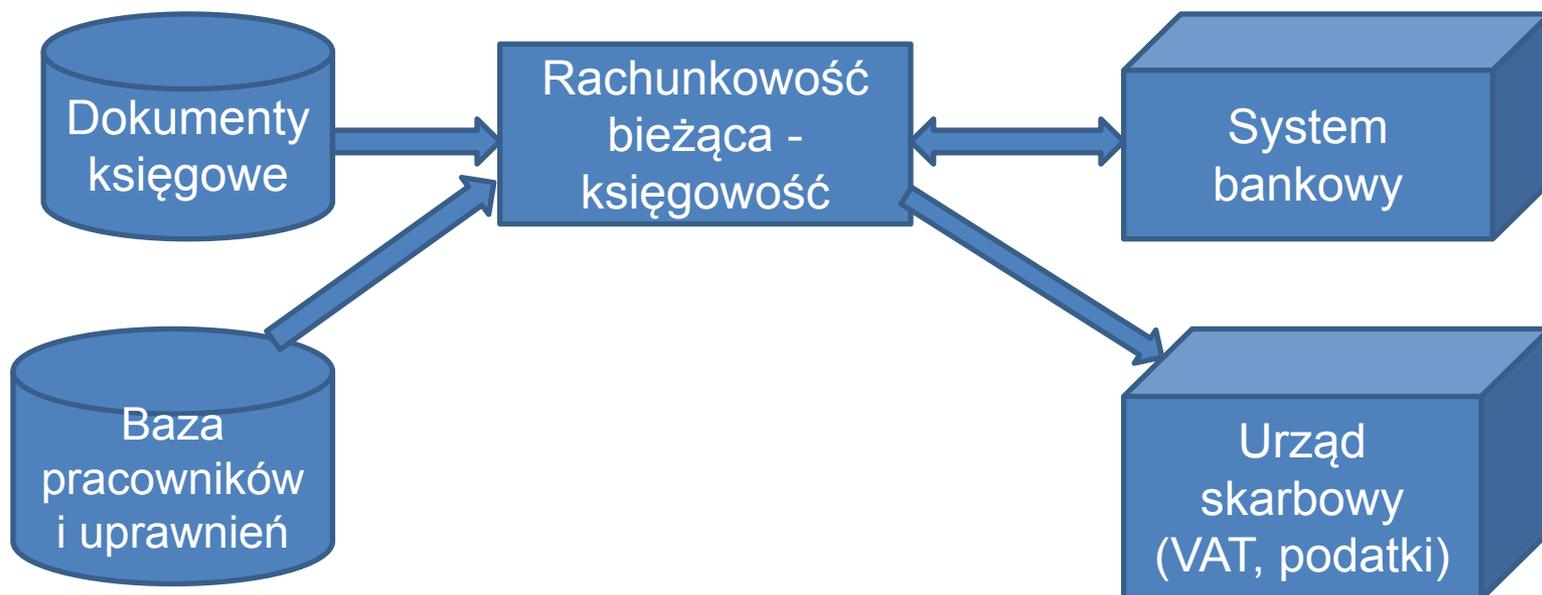 Dokumenty
księgowe
Rachunkowość
bieżąca -
księgowość
System
bankowy
Baza
pracowników
i uprawnień
Urząd
skarbowy
(VAT, podatki)